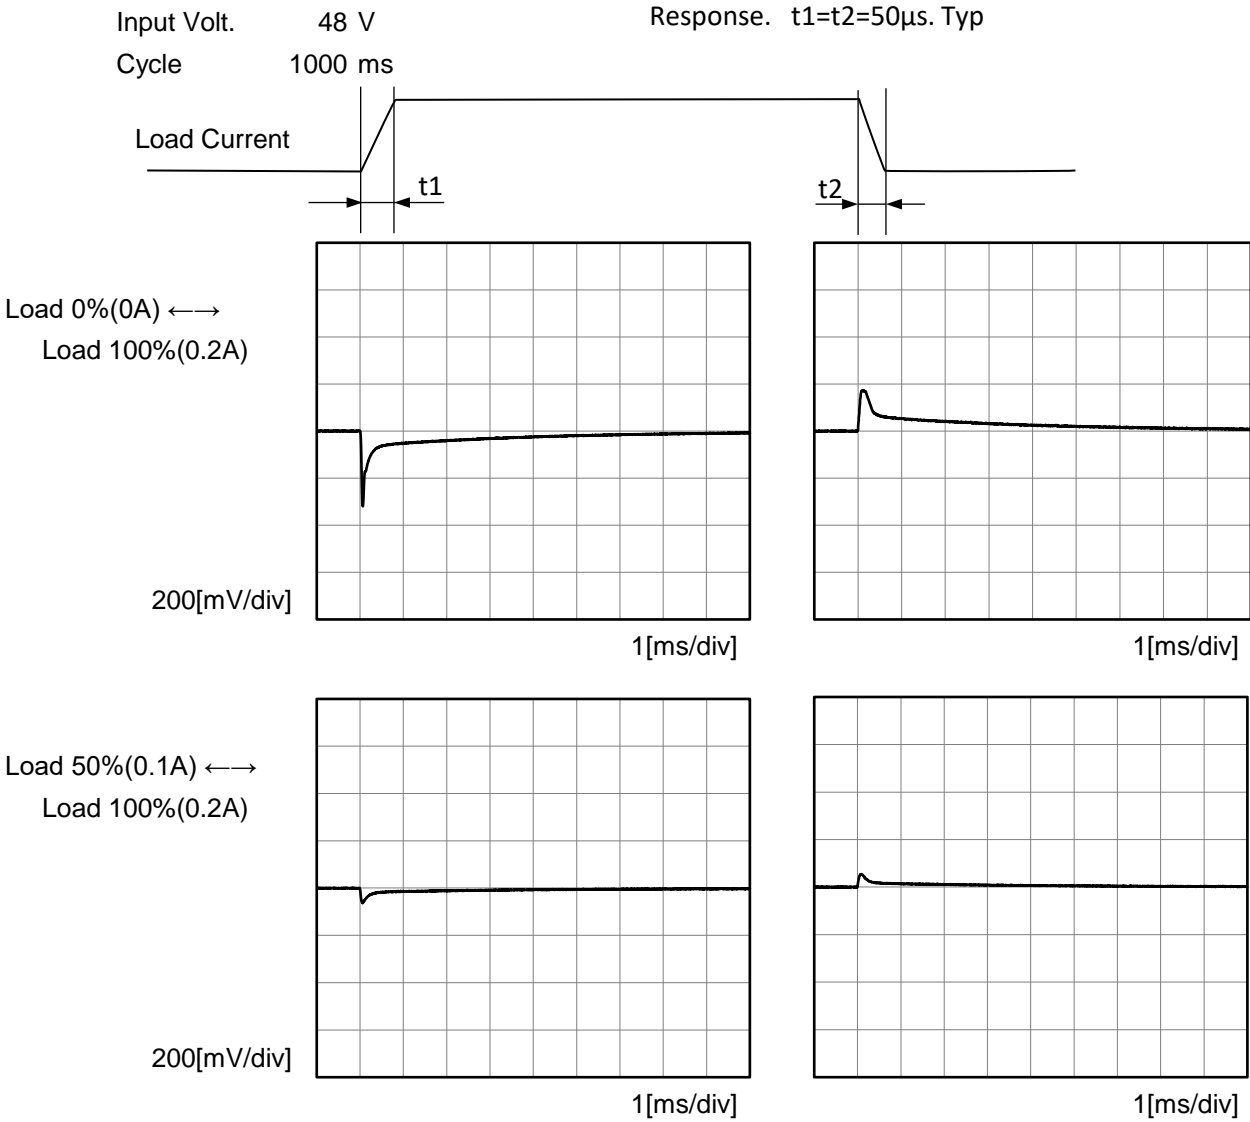 Input Volt. 48 V
Response. t1=t2=50µs. Typ
Cycle 1000 ms
Load Current
t1
t2
Load 0%(0A) ←→
Load 100%(0.2A)
200[mV/div]
1[ms/div]
1[ms/div]
Load 50%(0.1A) ←→
Load 100%(0.2A)
200[mV/div]
1[ms/div]
1[ms/div]